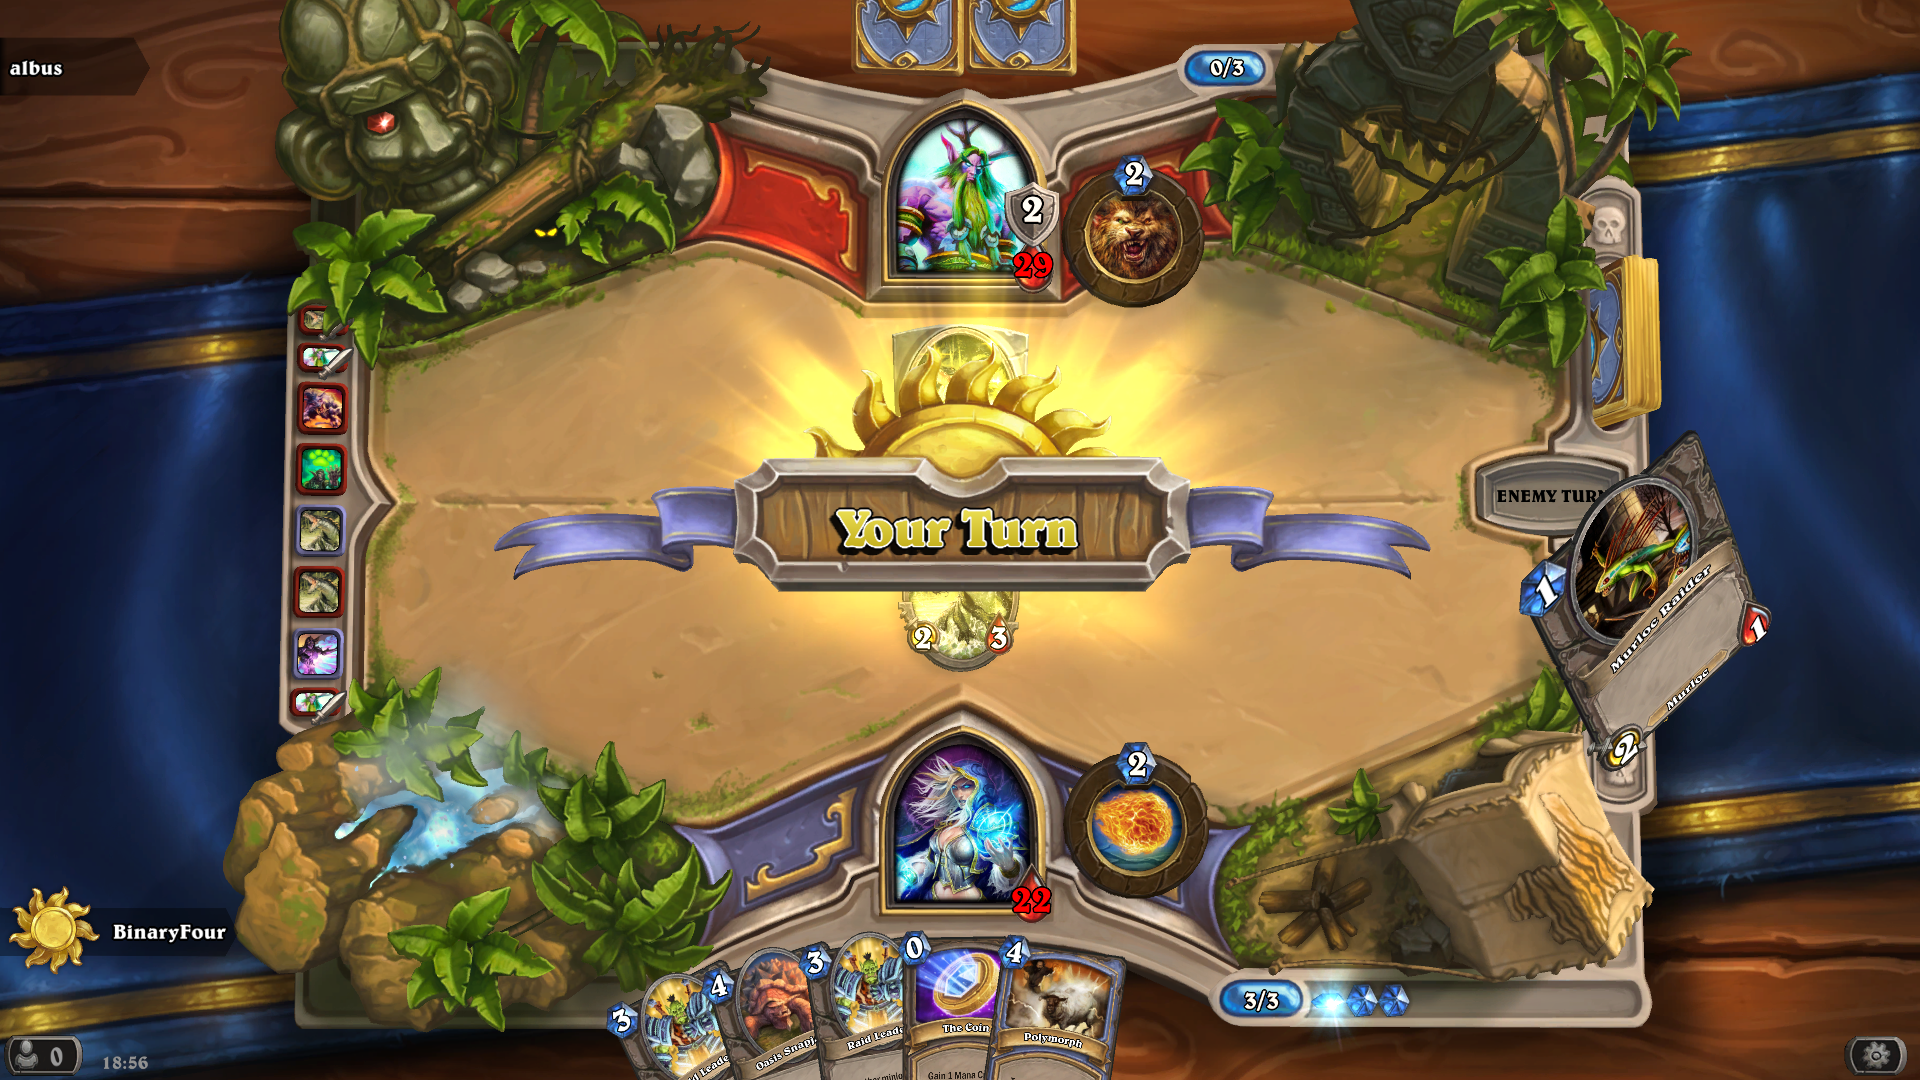 albus
0/3
2
2
29
ENEMY TUR
Your Turn
1
Murloc Raider
1
Murloc
2
2
3
2
22
BinaryFour
3
4
3
0
4
Raid Leade
Oasis Snapj
The Coin
Polymorph
Gain 1 Mana C
3/3
0
18:56